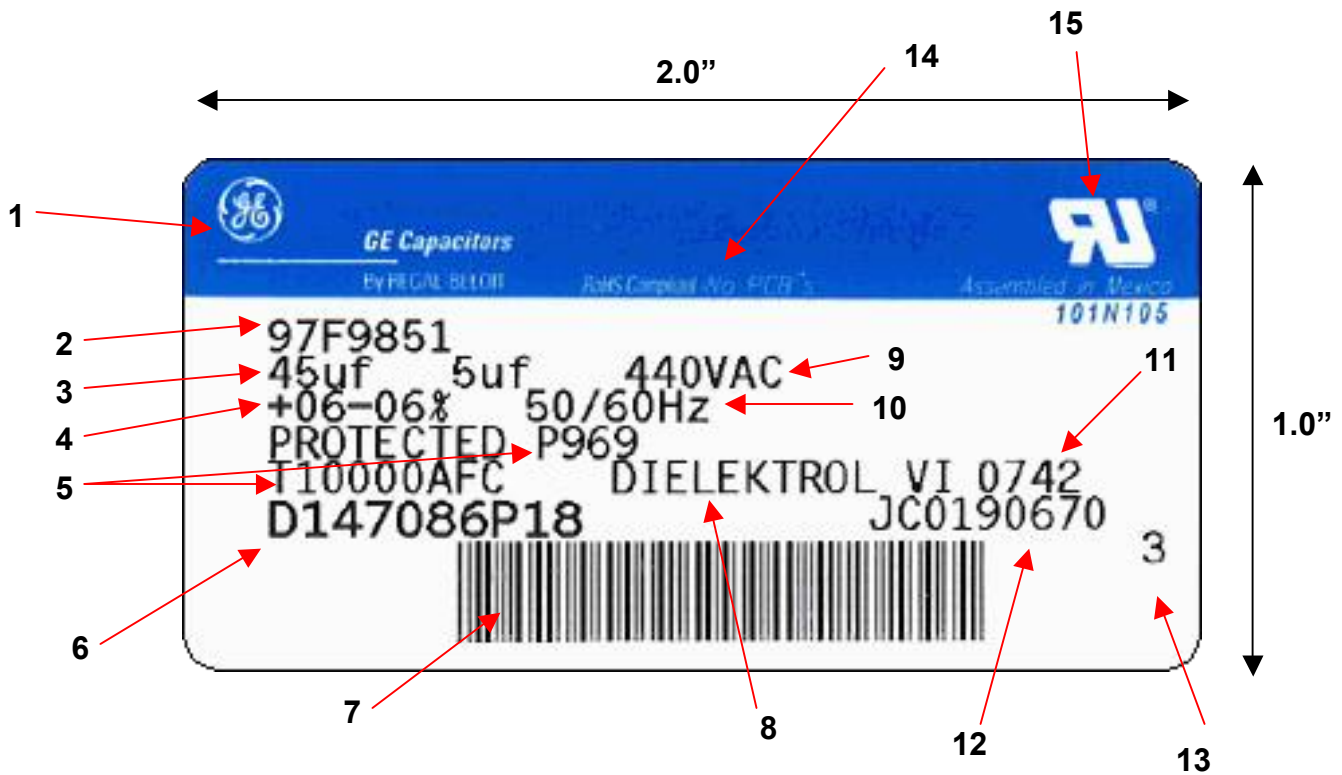 15
14
2.0”
GE
RU ®
1
GE Capacitors
By REGAL BELOIT RoHS Compliant No PCB's Assembled in Mexico
101N105
2 97F9851
3 45uf 5uf 440VAC 9 11
4 +06-06% 50/60Hz 10
1.0”
PROTECTED P969
5 T10000AFC DIELEKTROL VI 0742
D147086P18 JC0190670
3
6
7
8
12
13